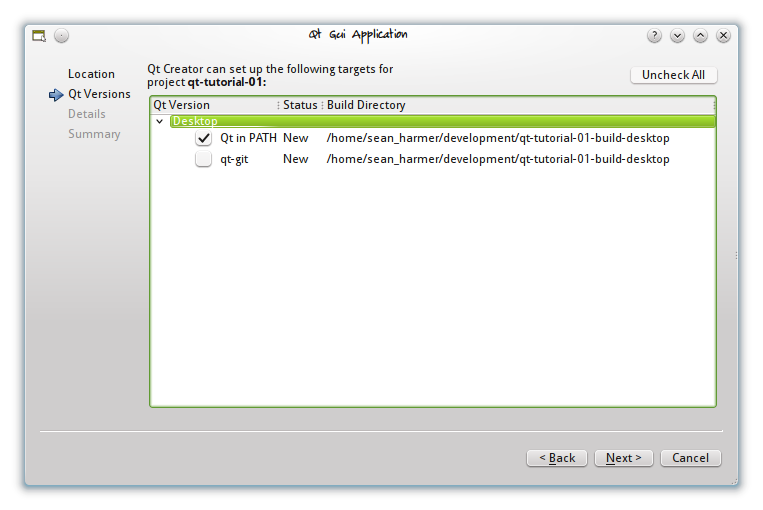 Qt Gui Application
Location
Qt Versions
Details
Summary
Qt Creator can set up the following targets for
project qt-tutorial-01:
Uncheck All
Qt Version Status Build Directory
Desktop
Qt in PATH New /home/sean_harmer/development/qt-tutorial-01-build-desktop
qt-git New /home/sean_harmer/development/qt-tutorial-01-build-desktop
< Back Next > Cancel